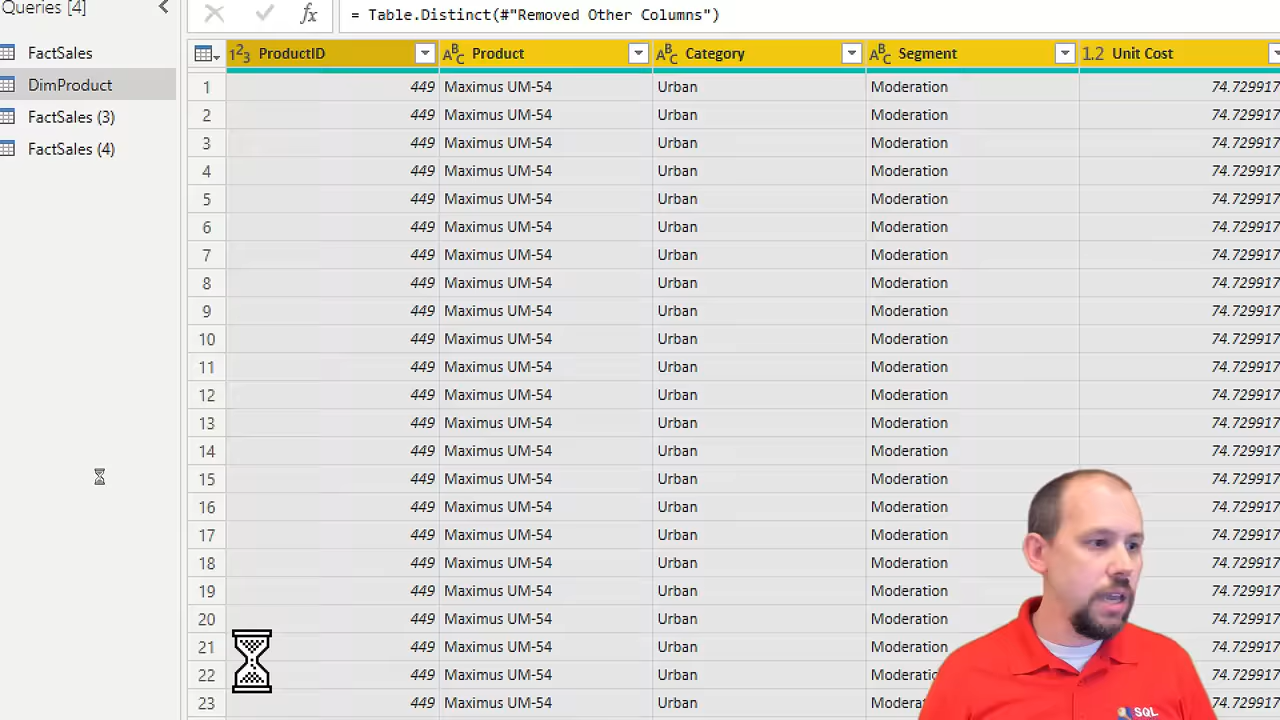 Queries [4]
fx = Table.Distinct(#"Removed Other Columns")
FactSales
DimProduct
FactSales (3)
FactSales (4)
1 2 3 ProductID ABC Product ABC Category ABC Segment 1.2 Unit Cost
1 449 Maximus UM-54 Urban Moderation 74.729917
2 449 Maximus UM-54 Urban Moderation 74.729917
3 449 Maximus UM-54 Urban Moderation 74.729917
4 449 Maximus UM-54 Urban Moderation 74.729917
5 449 Maximus UM-54 Urban Moderation 74.729917
6 449 Maximus UM-54 Urban Moderation 74.729917
7 449 Maximus UM-54 Urban Moderation 74.729917
8 449 Maximus UM-54 Urban Moderation 74.729917
9 449 Maximus UM-54 Urban Moderation 74.729917
10 449 Maximus UM-54 Urban Moderation 74.729917
11 449 Maximus UM-54 Urban Moderation 74.729917
12 449 Maximus UM-54 Urban Moderation 74.729917
13 449 Maximus UM-54 Urban Moderation 74.729917
14 449 Maximus UM-54 Urban Moderation 74.729917
15 449 Maximus UM-54 Urban Moderation 74.729917
16 449 Maximus UM-54 Urban Moderation 74.729917
17 449 Maximus UM-54 Urban Moderation 74.729917
18 449 Maximus UM-54 Urban Moderation 74.729917
19 449 Maximus UM-54 Urban Moderation 74.729917
20 449 Maximus UM-54 Urban Moderation 74.729917
21 449 Maximus UM-54 Urban Moderation 74.729917
22 449 Maximus UM-54 Urban 74.729917
23 449 Maximus UM-54 Urban 74.729917
SQL